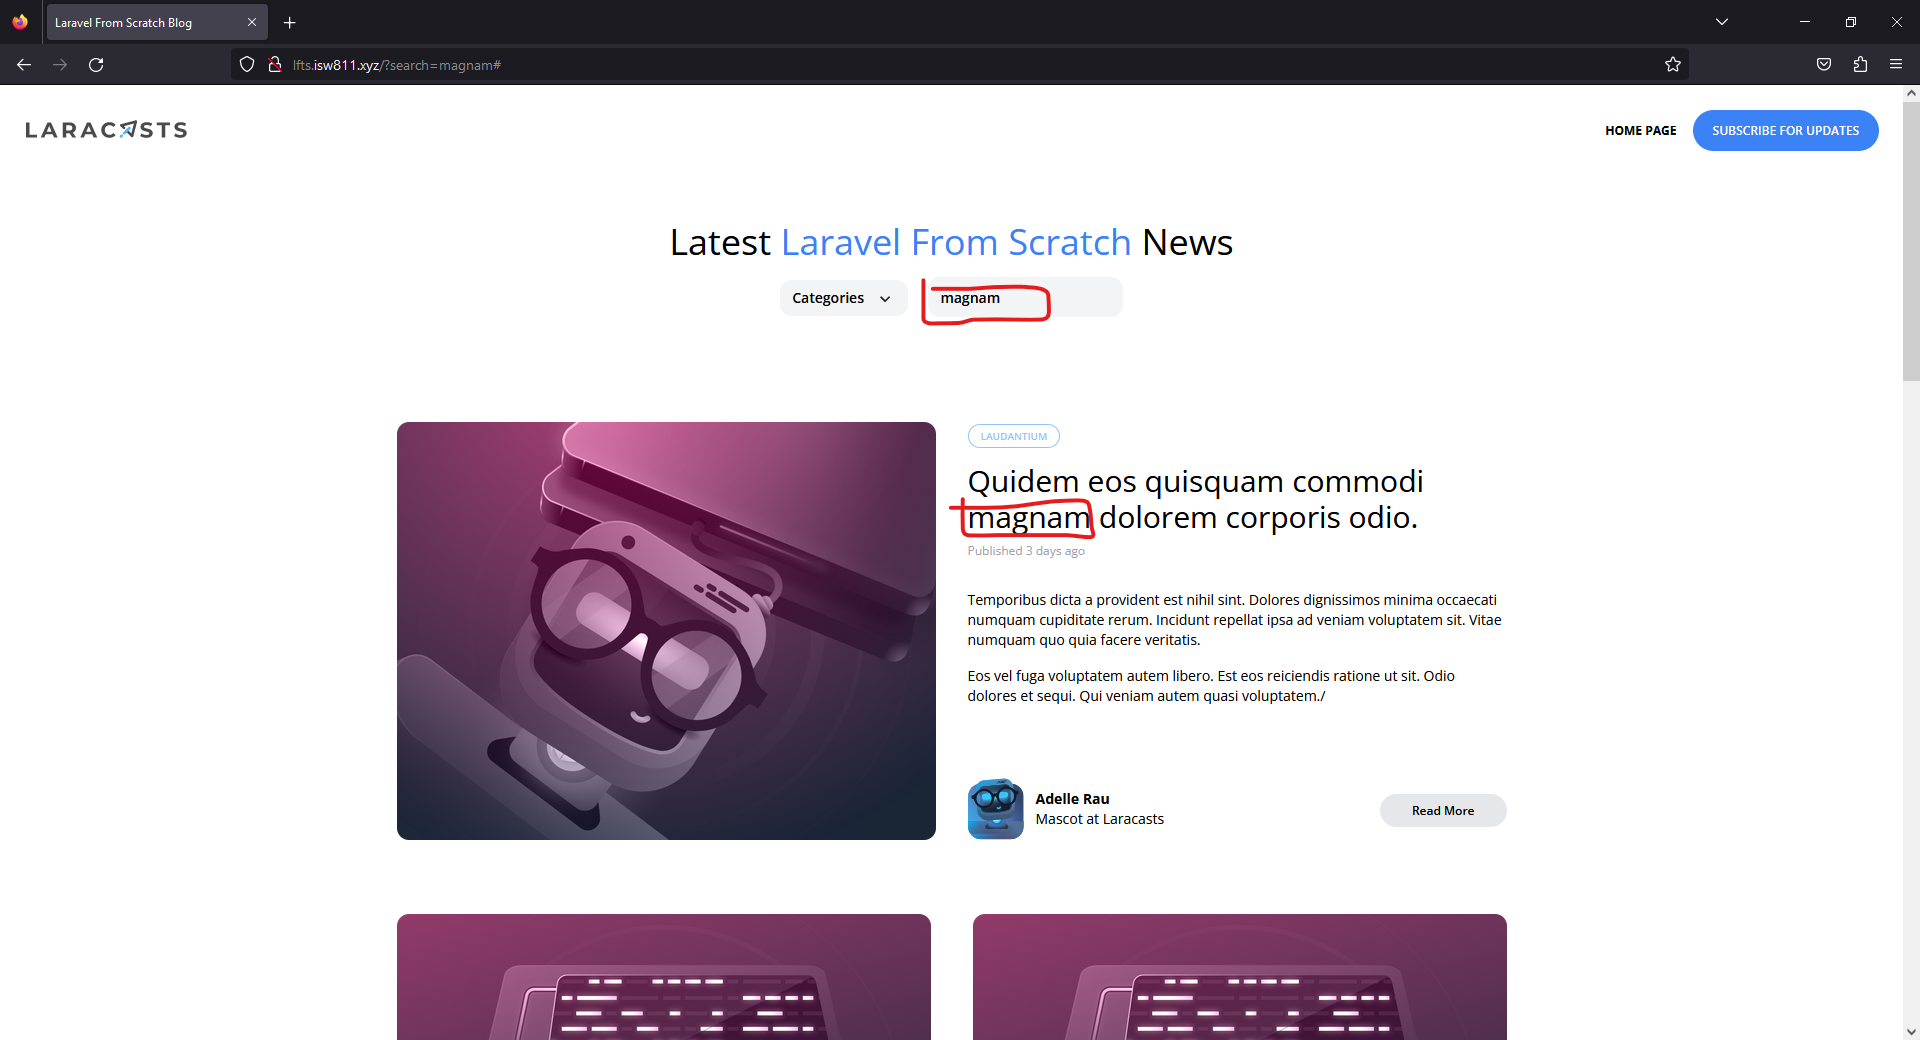 Laravel From Scratch Blog
lfts.isw811.xyz/?search=magnam#
LARACASTS
HOME PAGE
SUBSCRIBE FOR UPDATES
Latest Laravel From Scratch News
Categories
magnam
LAUDANTIUM
Quidem eos quisquam commodi
magnam dolorem corporis odio.
Published 3 days ago
Temporibus dicta a provident est nihil sint. Dolores dignissimos minima occaecati
numquam cupiditate rerum. Incidunt repellat ipsa ad veniam voluptatem sit. Vitae
numquam quo quia facere veritatis.
Eos vel fuga voluptatem autem libero. Est eos reiciendis ratione ut sit. Odio
dolores et sequi. Qui veniam autem quasi voluptatem./
Adelle Rau
Mascot at Laracasts
Read More